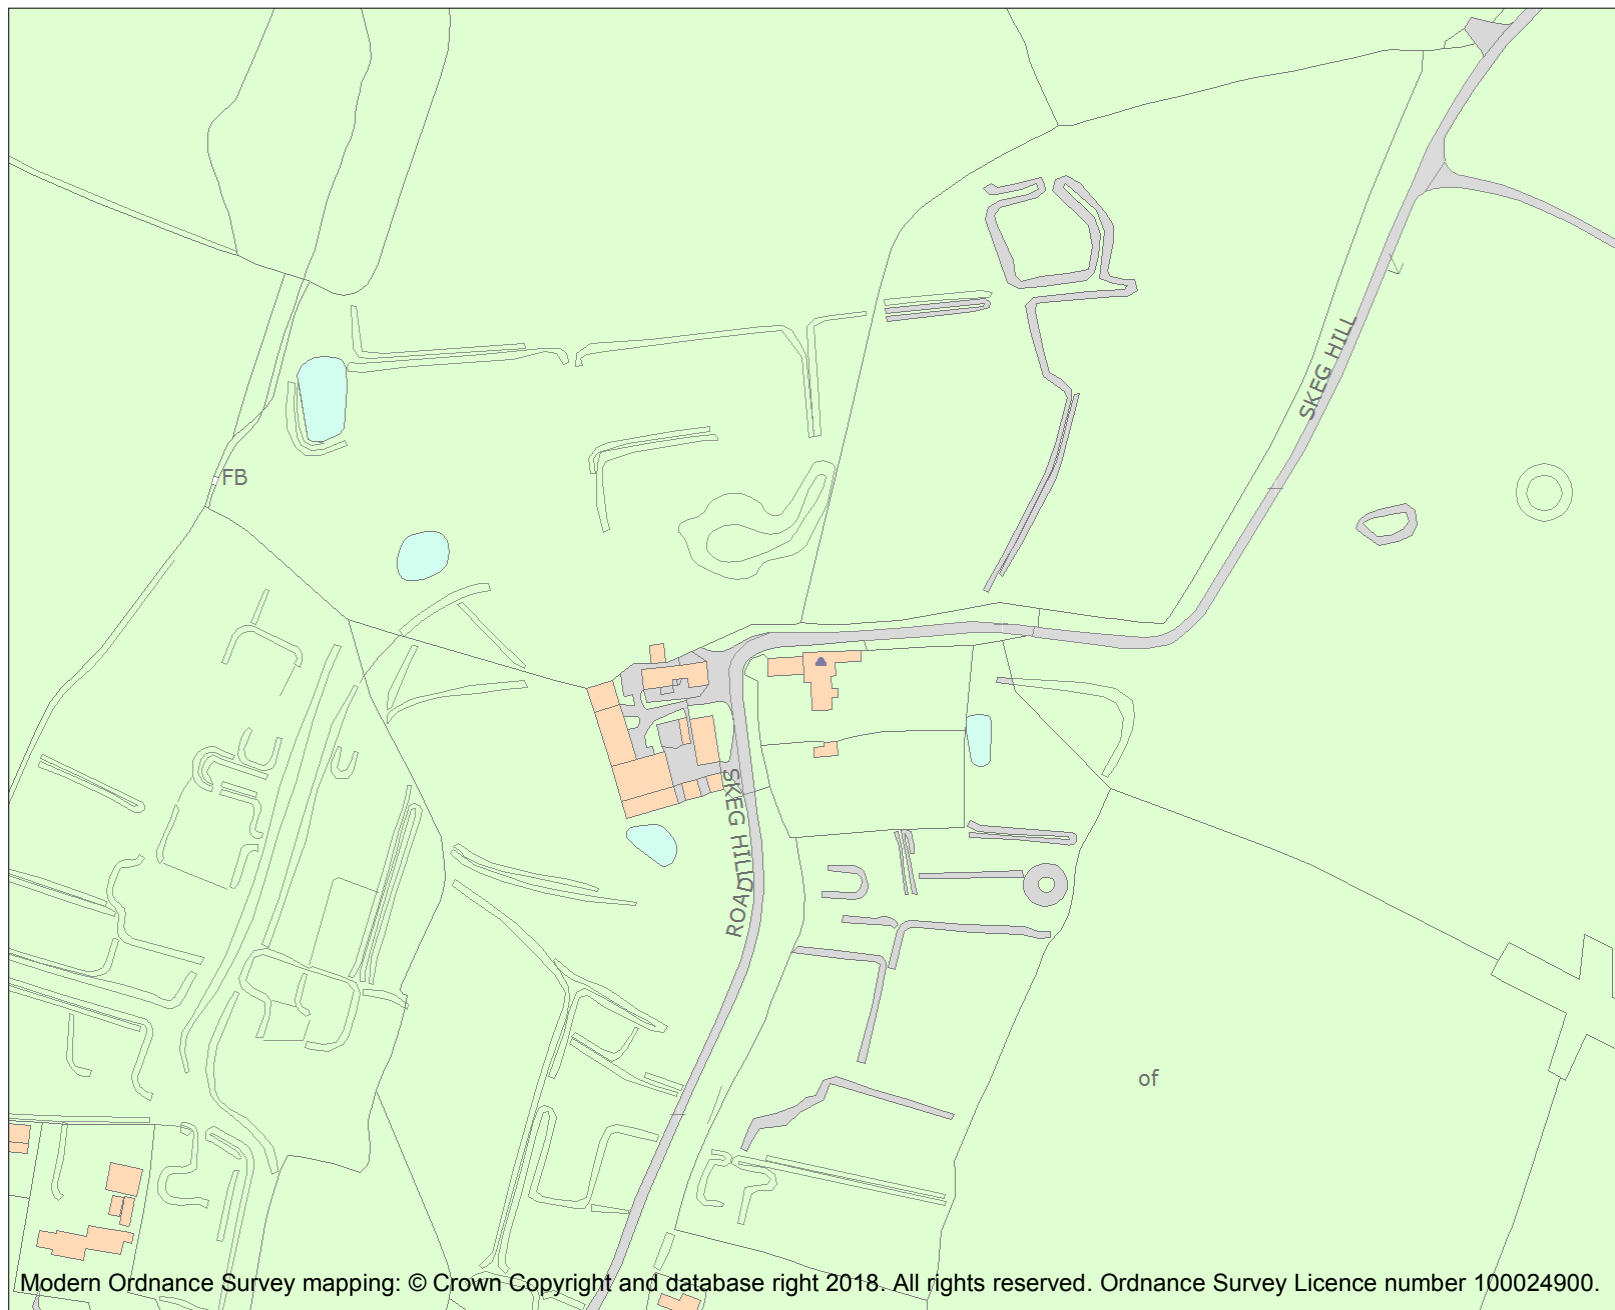 SKEG HILL
FB
SKEG HILL
ROAD
of
Modern Ordnance Survey mapping: © Crown Copyright and database right 2018. All rights reserved. Ordnance Survey Licence number 100024900.